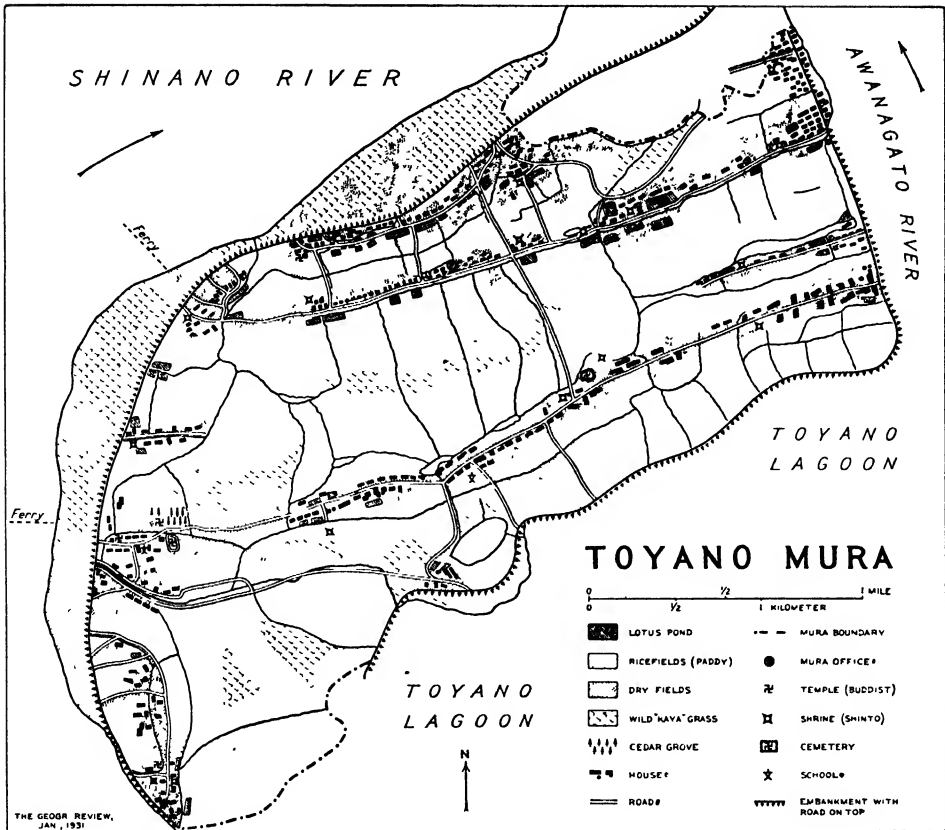 SHINANO RIVER
AWANAGATO RIVER
Ferry
Ferry
TOYANO
LAGOON
TOYANO
LAGOON
N
TOYANO MURA
0 ½ 1 MILE
0 ½ 1 KILOMETER
LOTUS POND
RICEFIELDS (PADDY)
DRY FIELDS
WILD "KAYA" GRASS
CEDAR GROVE
HOUSES
ROADS
MURA BOUNDARY
MURA OFFICES
TEMPLE (BUDDIST)
SHRINE (SHINTO)
CEMETERY
SCHOOLS
EMBANKMENT WITH
ROAD ON TOP
THE GEOGR REVIEW,
JAN, 1931